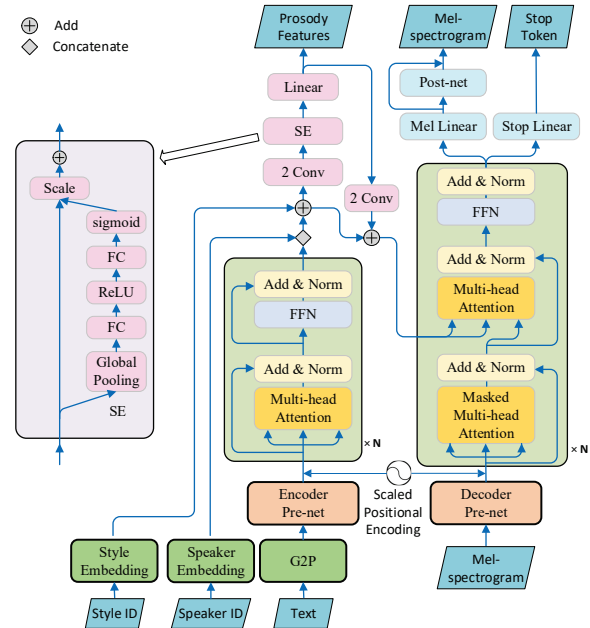 Add
Concatenate
Prosody
Features
Mel-
spectrogram
Stop
Token
Linear
SE
2 Conv
2 Conv
Post-net
Mel Linear
Stop Linear
Scale
sigmoid
FC
ReLU
FC
Global
Pooling
SE
Add & Norm
FFN
Add & Norm
Multi-head
Attention
× N
Add & Norm
FFN
Add & Norm
Multi-head
Attention
Add & Norm
Masked
Multi-head
Attention
× N
Encoder
Pre-net
Scaled
Positional
Encoding
Decoder
Pre-net
Style
Embedding
Speaker
Embedding
G2P
Mel-
spectrogram
Style ID
Speaker ID
Text